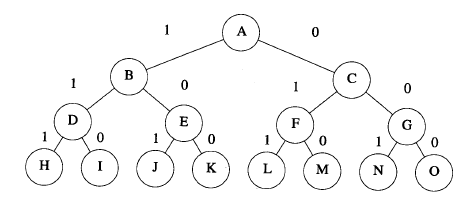 1 A 0
B
C
1 0 1 0
D E F G
1 0 1 0 1 0 1 0
H I J K L M N O